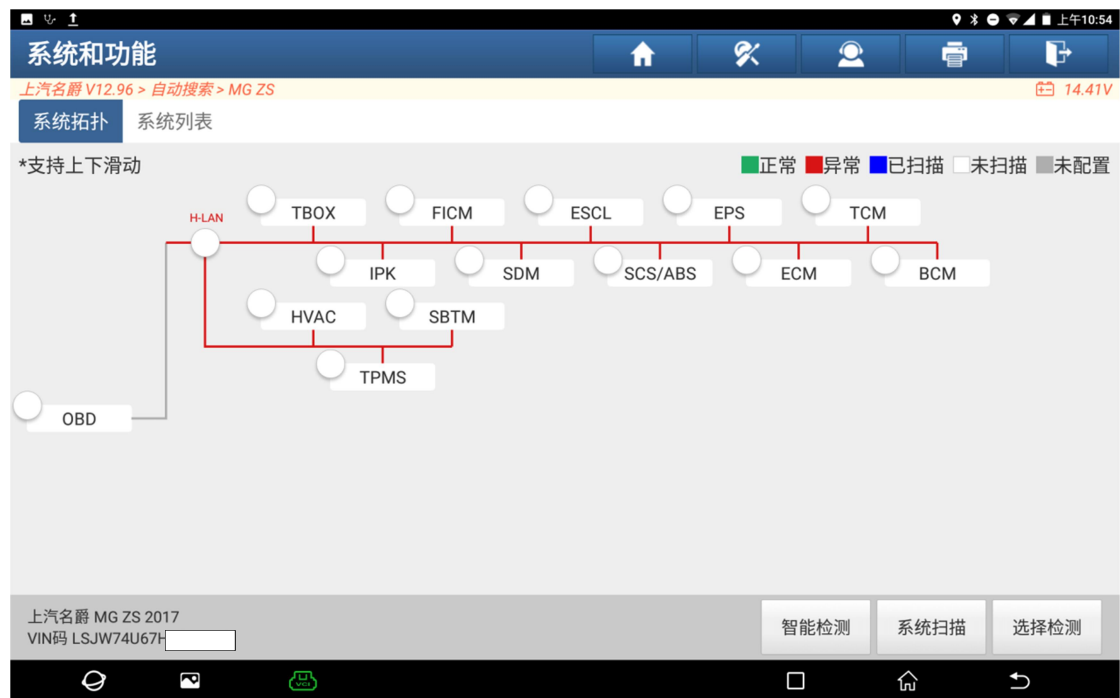 上午10:54
系统和功能
上汽名爵 V12.96 > 自动搜索 > MG ZS 14.41V
系统拓扑 系统列表
*支持上下滑动 正常 异常 已扫描 未扫描 未配置
H-LAN TBOX FICM ESCL EPS TCM
IPK SDM SCS/ABS ECM BCM
HVAC SBTM
TPMS
OBD
上汽名爵 MG ZS 2017
VIN码 LSJW74U67H
智能检测 系统扫描 选择检测
VCI